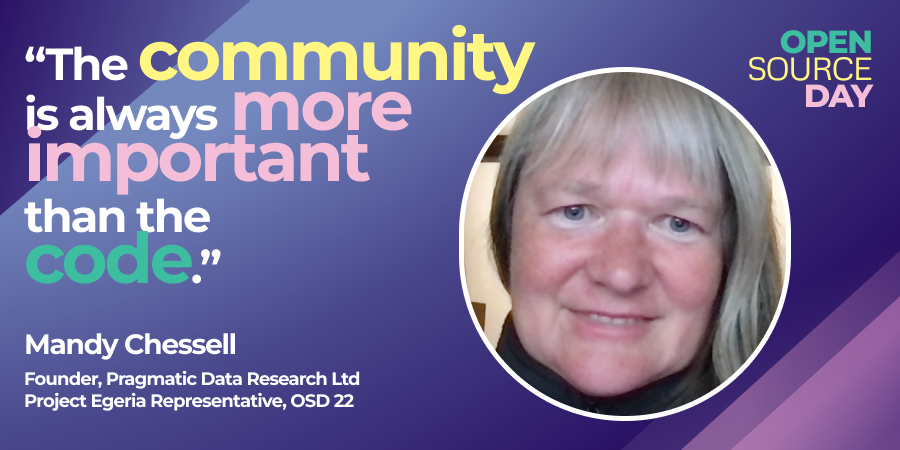 “The community
is always more
important
than the
code.”
Mandy Chessell
Founder, Pragmatic Data Research Ltd
Project Egeria Representative, OSD 22
OPEN
SOURCE
DAY